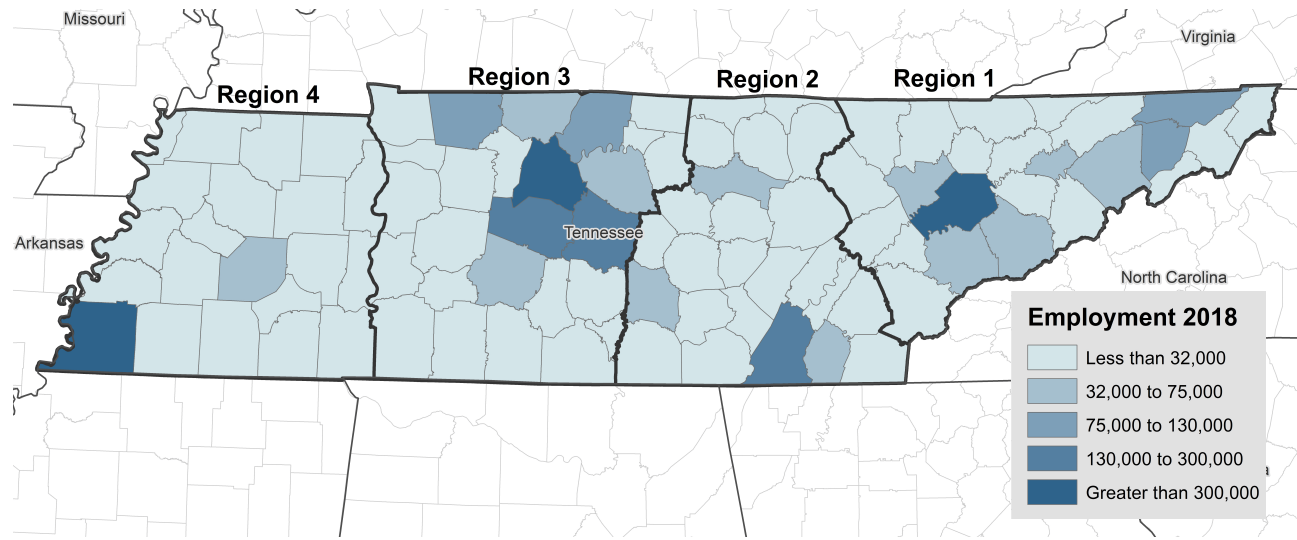 Missouri
Virginia
Region 4
Region 3
Region 2
Region 1
Arkansas
Tennessee
North Carolina
Employment 2018
Less than 32,000
32,000 to 75,000
75,000 to 130,000
130,000 to 300,000
Greater than 300,000